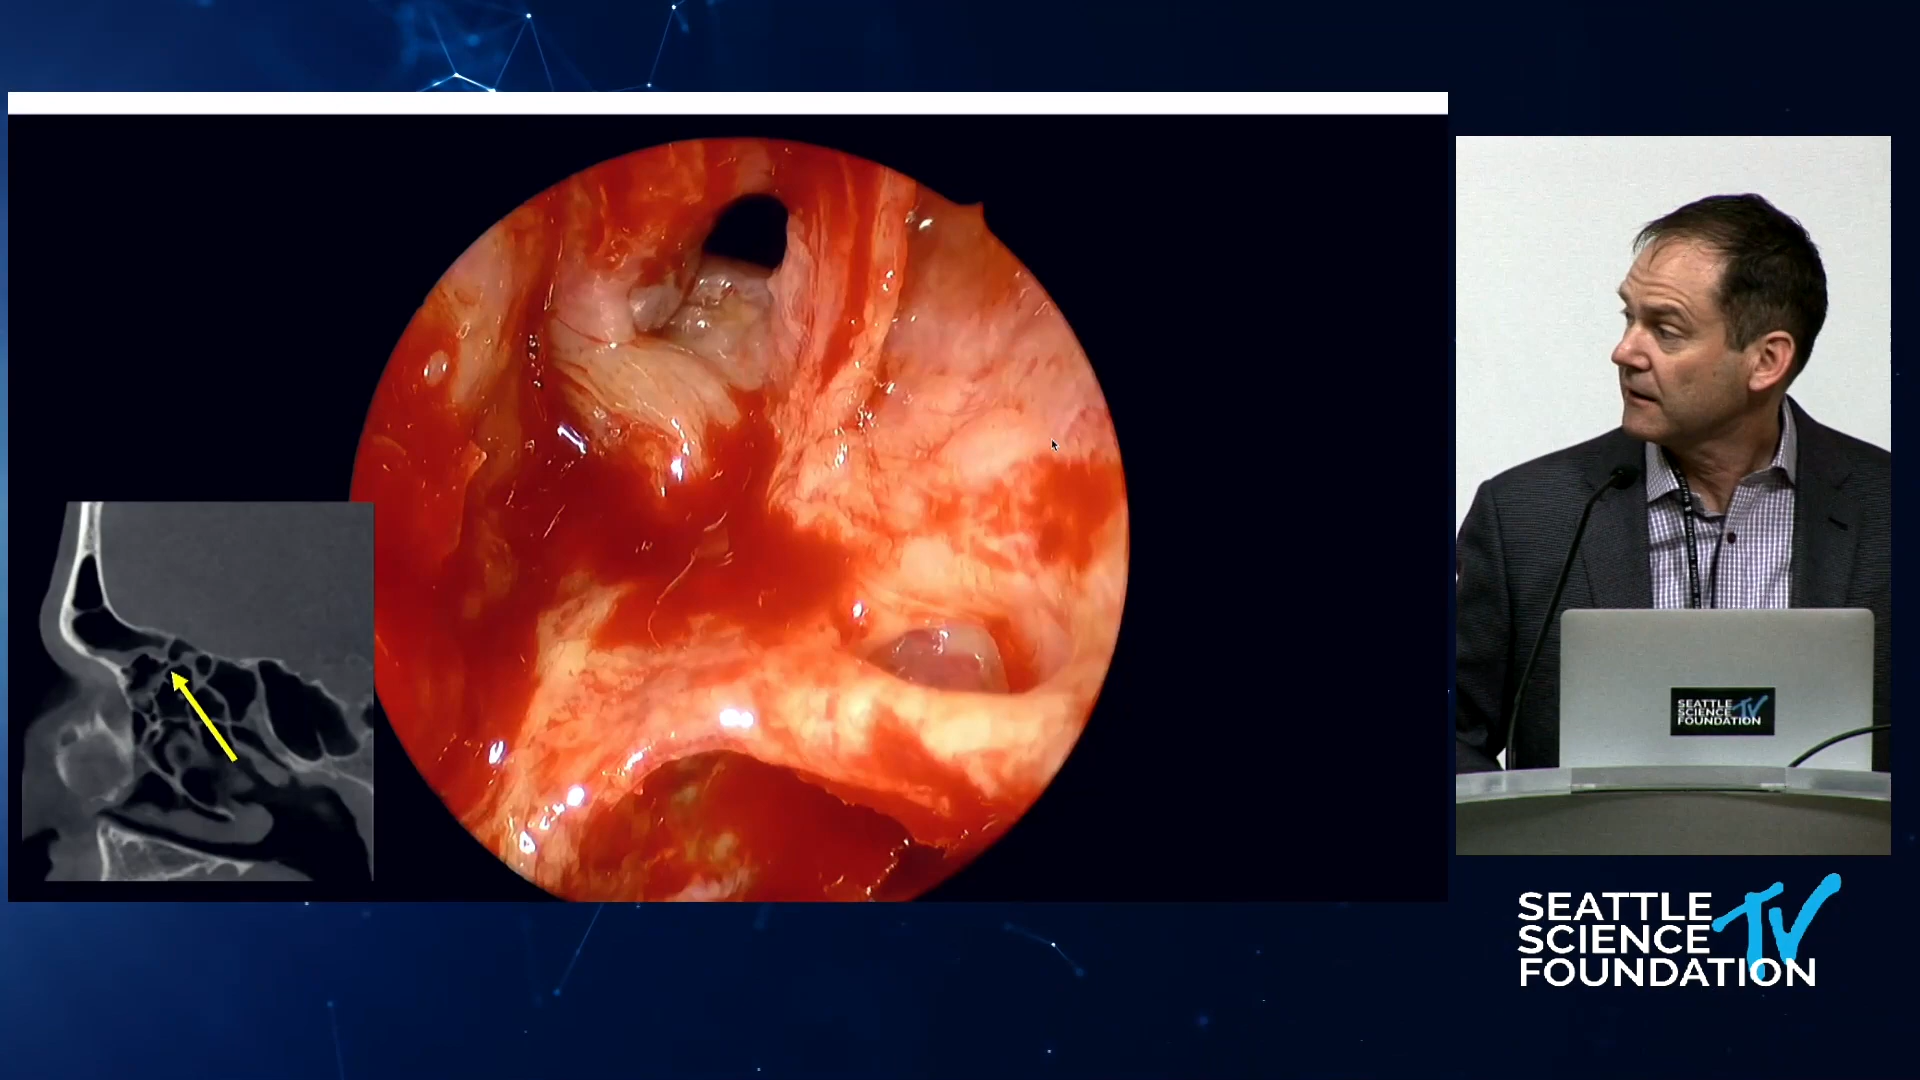 SEATTLE
SCIENCE
FOUNDATION
TV
SEATTLE
SCIENCE
FOUNDATION
TV